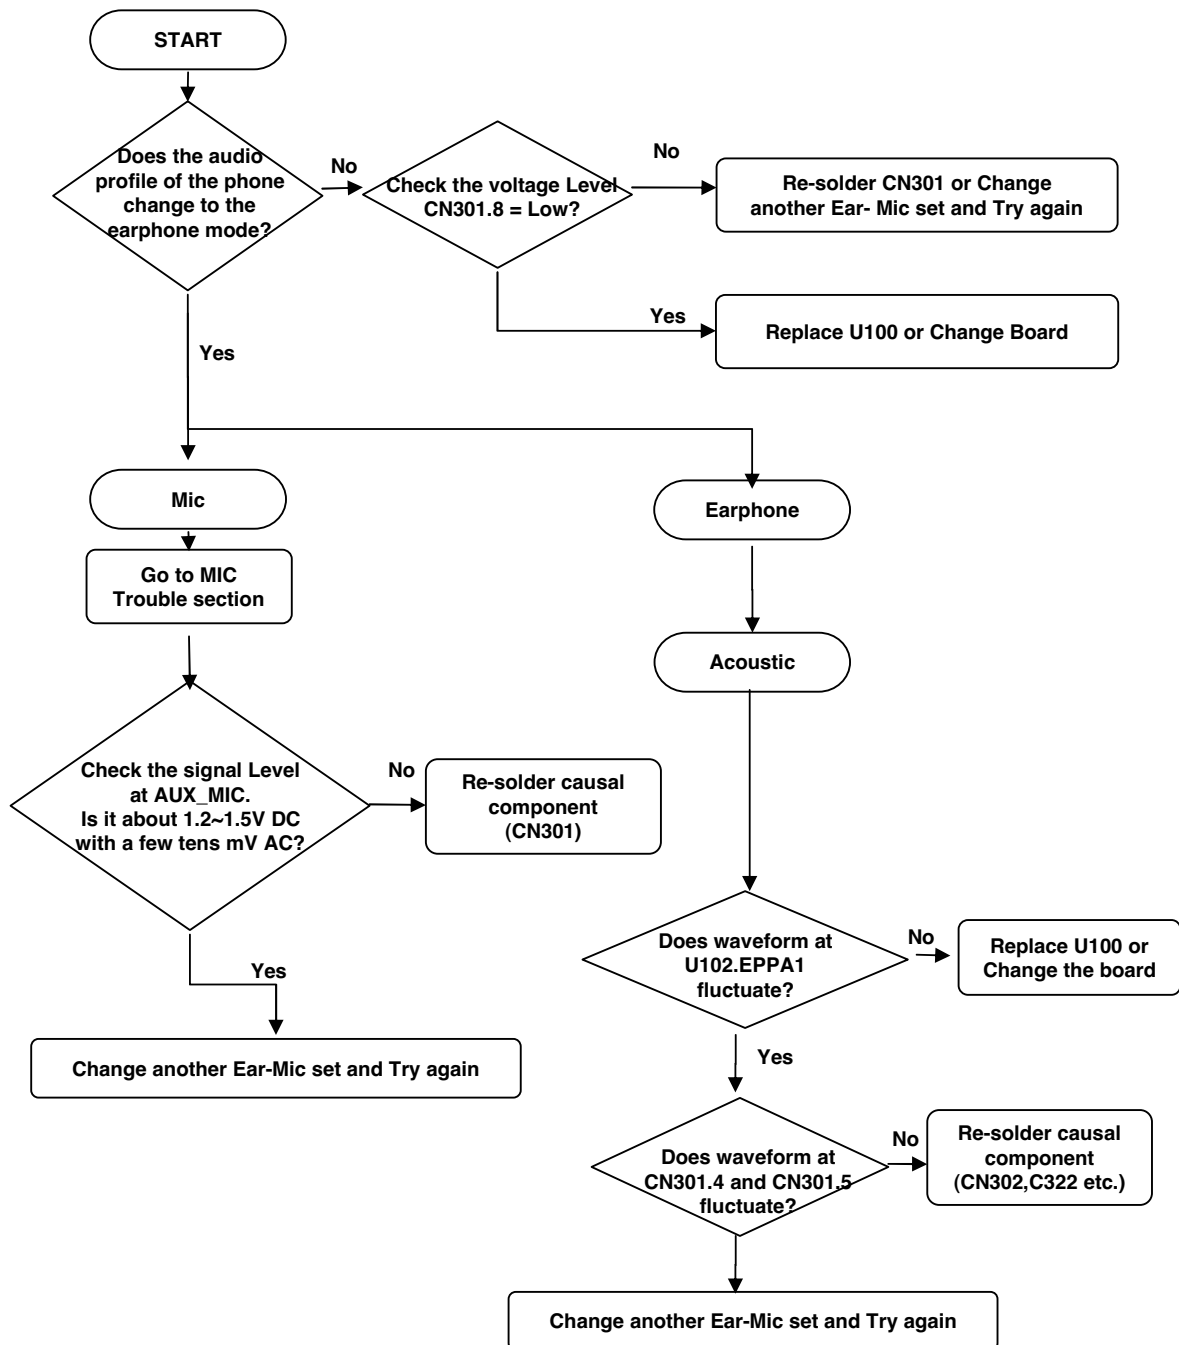 START
Does the audio
profile of the phone
change to the
earphone mode?
No
Check the voltage Level
CN301.8 = Low?
No
Re-solder CN301 or Change
another Ear- Mic set and Try again
Yes
Replace U100 or Change Board
Yes
Mic
Go to MIC
Trouble section
Check the signal Level
at AUX_MIC.
Is it about 1.2~1.5V DC
with a few tens mV AC?
No
Re-solder causal
component
(CN301)
Yes
Change another Ear-Mic set and Try again
Earphone
Acoustic
Does waveform at
U102.EPPA1
fluctuate?
No
Replace U100 or
Change the board
Yes
Does waveform at
CN301.4 and CN301.5
fluctuate?
No
Re-solder causal
component
(CN302,C322 etc.)
Change another Ear-Mic set and Try again